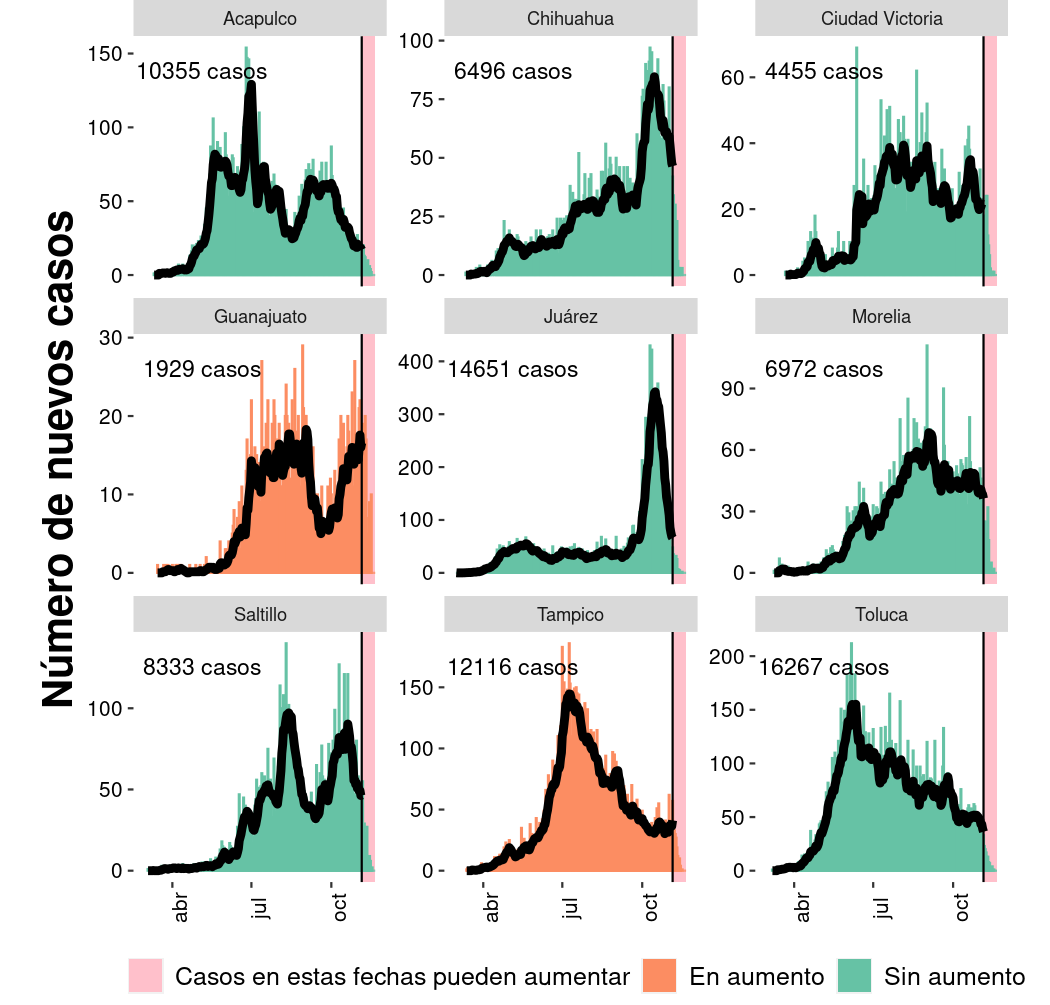 Acapulco
Chihuahua
Ciudad Victoria
150
100
50
0
10355 casos
100
75
50
25
0
6496 casos
60
40
20
0
4455 casos
Número de nuevos casos
Guanajuato
Juárez
Morelia
30
20
10
0
1929 casos
400
300
200
100
0
14651 casos
90
60
30
0
6972 casos
Saltillo
Tampico
Toluca
100
50
0
8333 casos
150
100
50
0
12116 casos
200
150
100
50
0
16267 casos
abr
jul
oct
abr
jul
oct
abr
jul
oct
Casos en estas fechas pueden aumentar
En aumento
Sin aumento